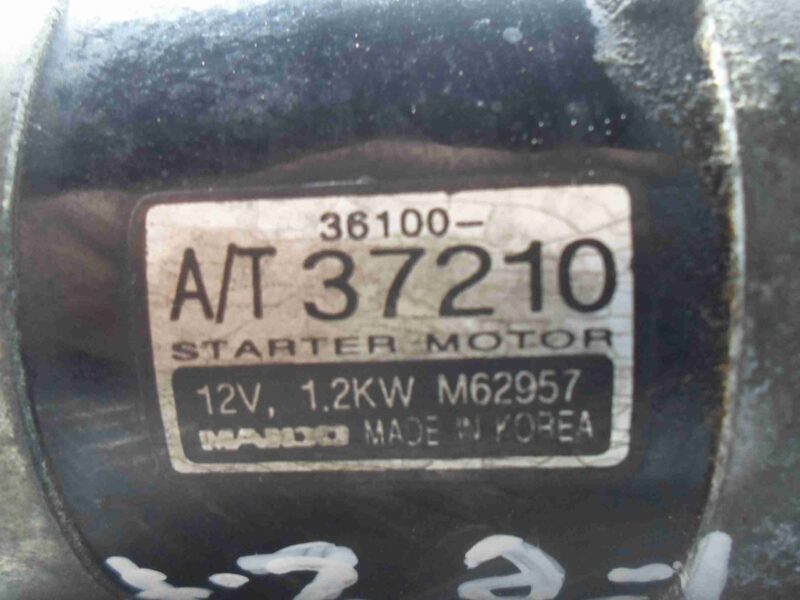 36100-
A/T 37210
STARTER MOTOR
12V, 1.2KW M62957
MANDO MADE IN KOREA